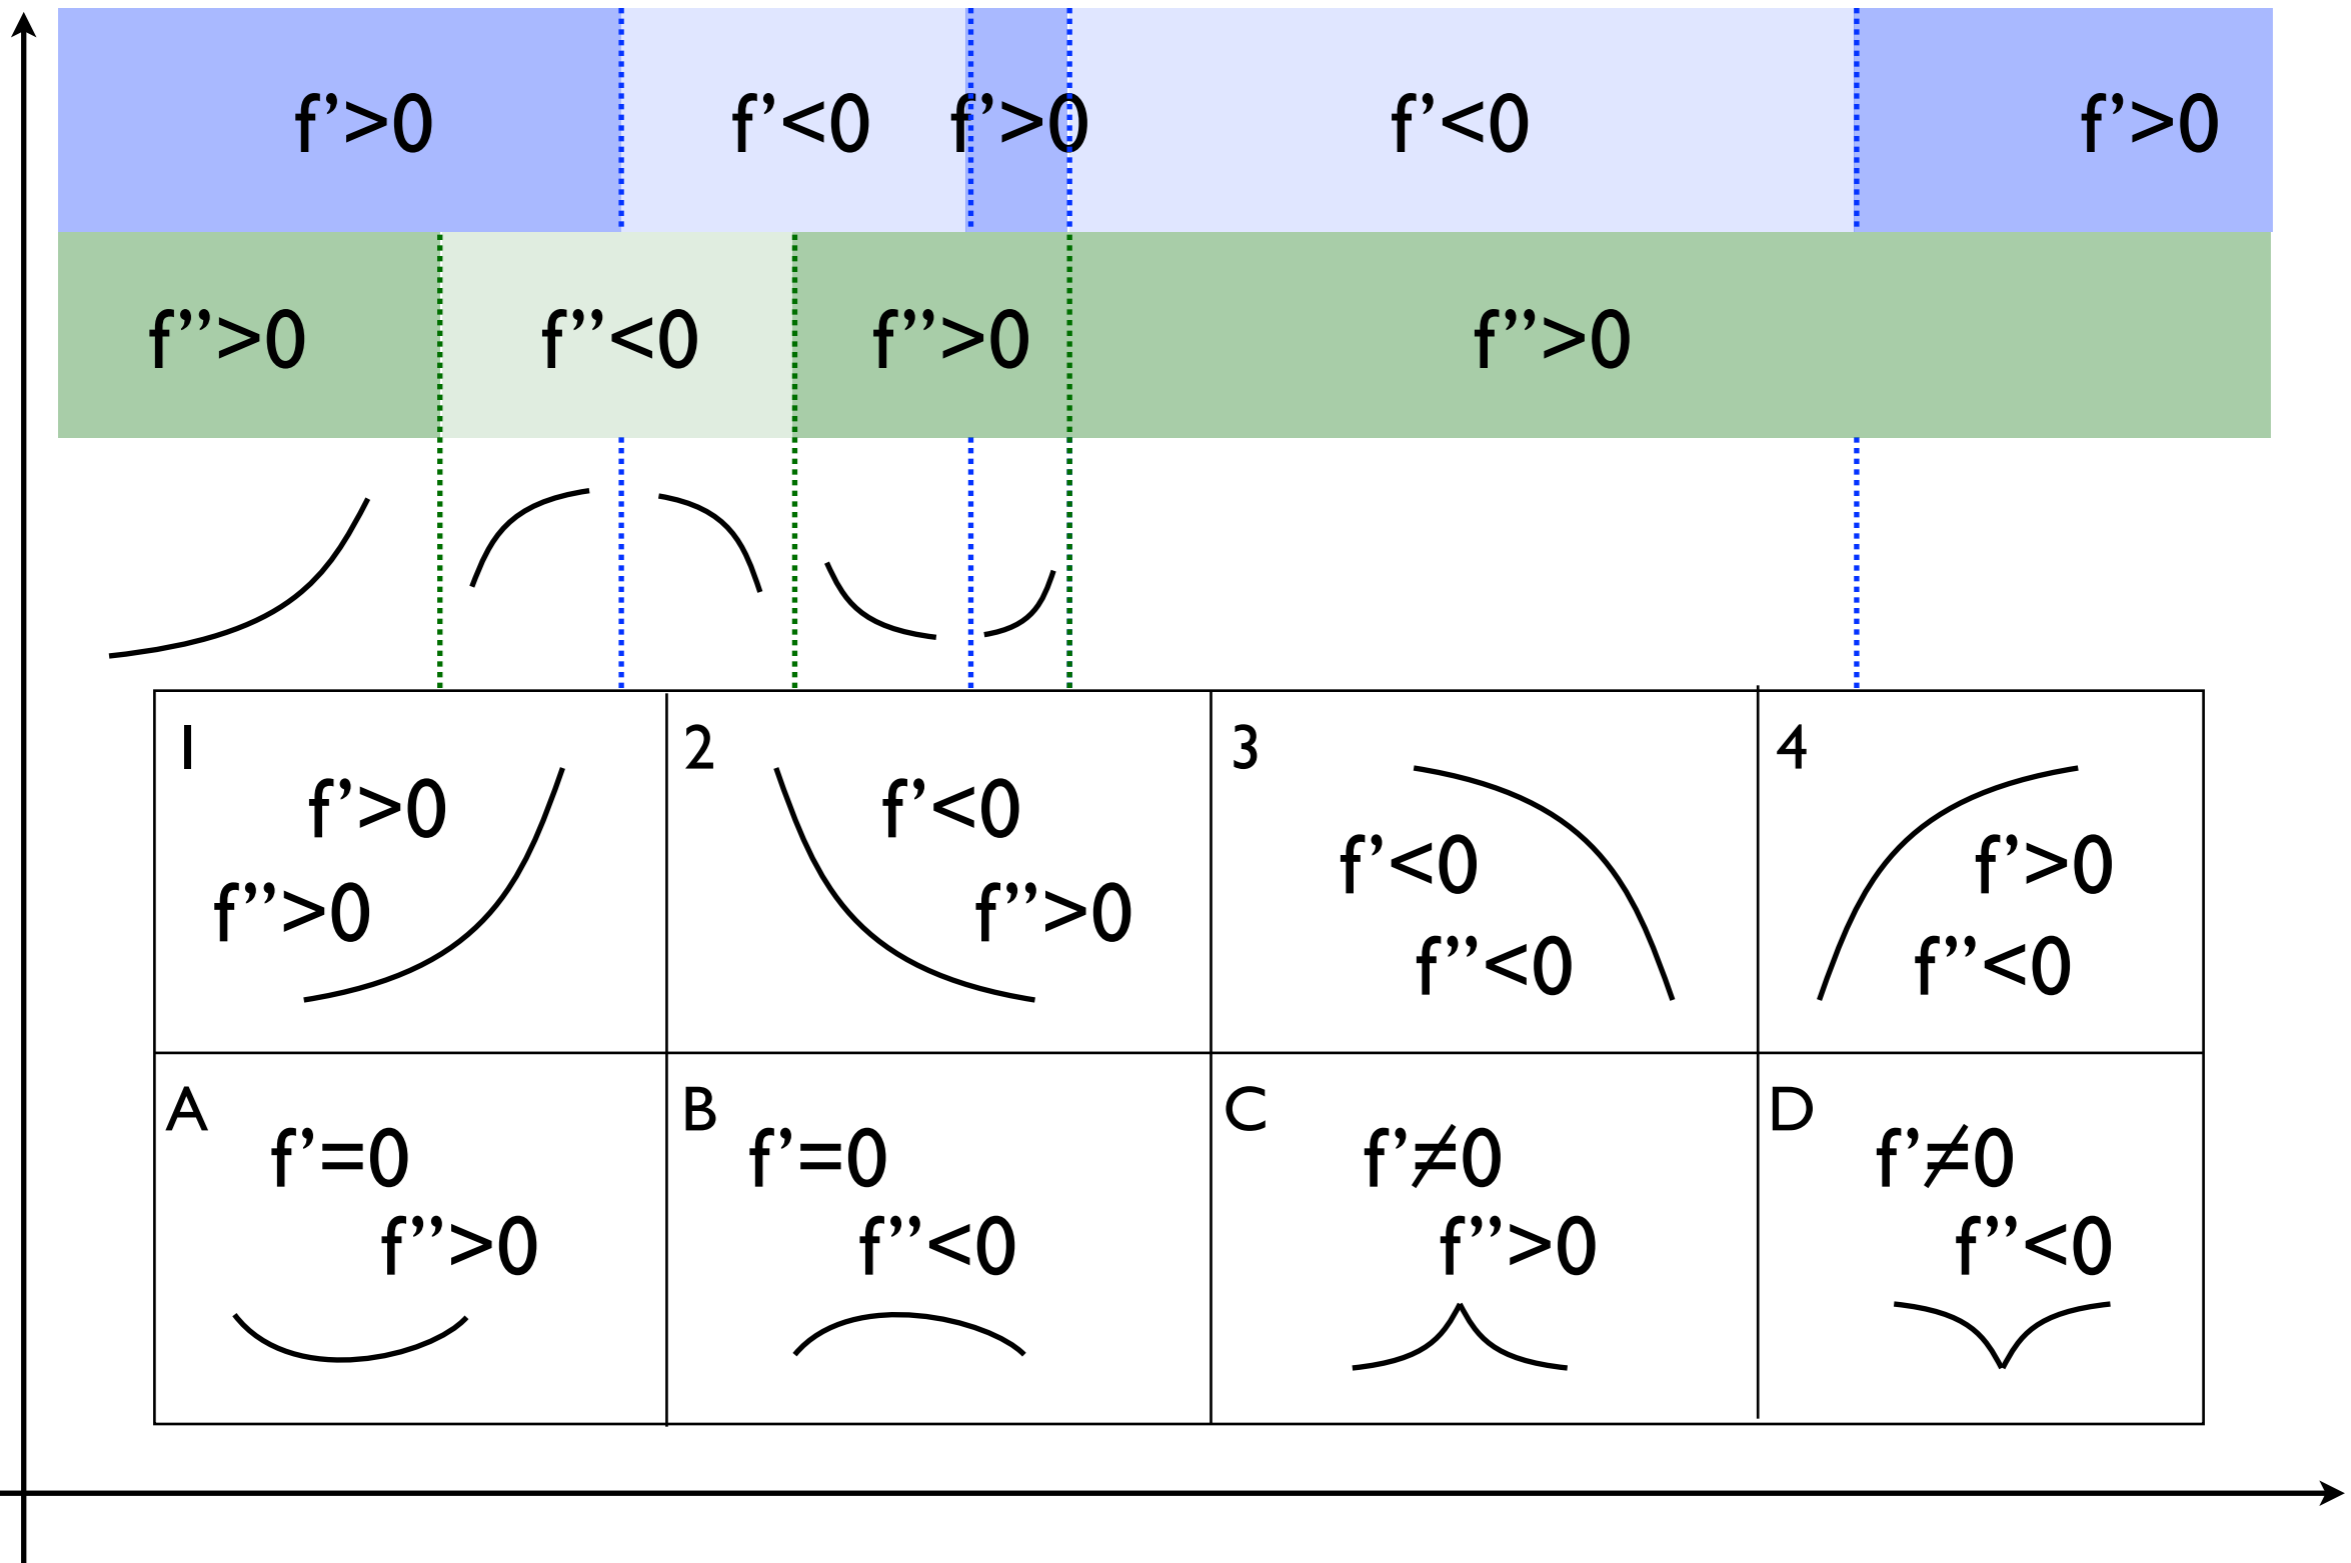 f’>0 f’<0 f’>0 f’<0 f’>0
f’’>0 f’’<0 f’’>0 f’’>0
1 2 3 4
f’>0 f’<0
f’<0 f’>0
f’’>0 f’’>0
f’’<0 f’’<0
A B C D
f’=0 f’=0 f’≠0 f’≠0
f’’>0 f’’<0 f’’>0 f’’<0